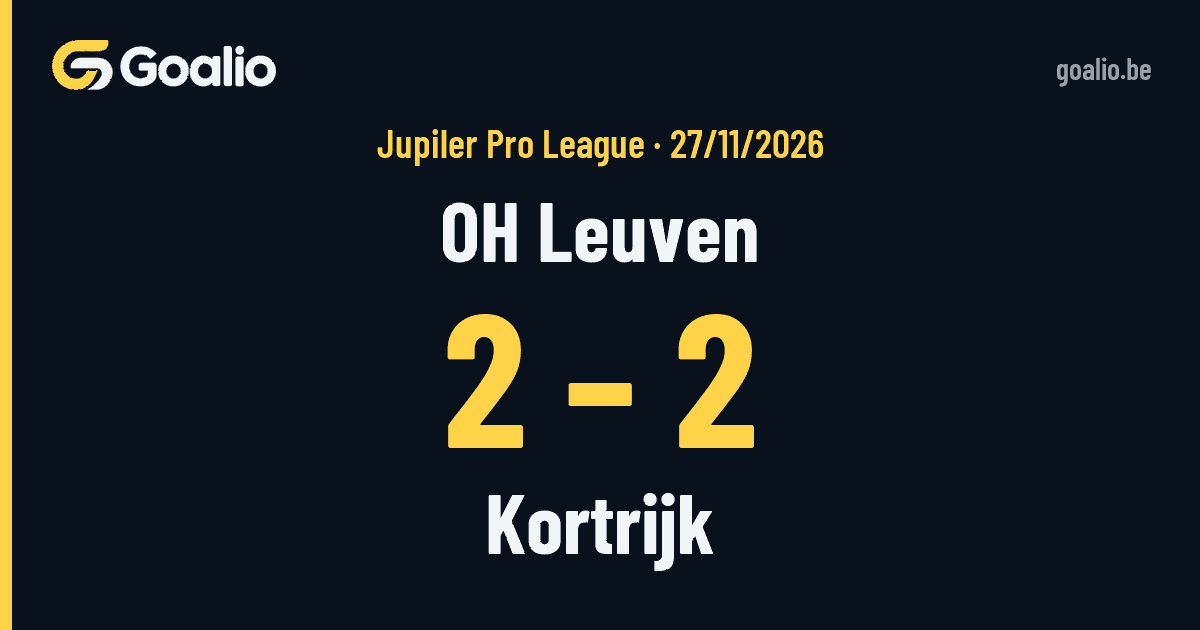 Goalio
goalio.be
Jupiler Pro League · 27/11/2026
OH Leuven
2 – 2
Kortrijk